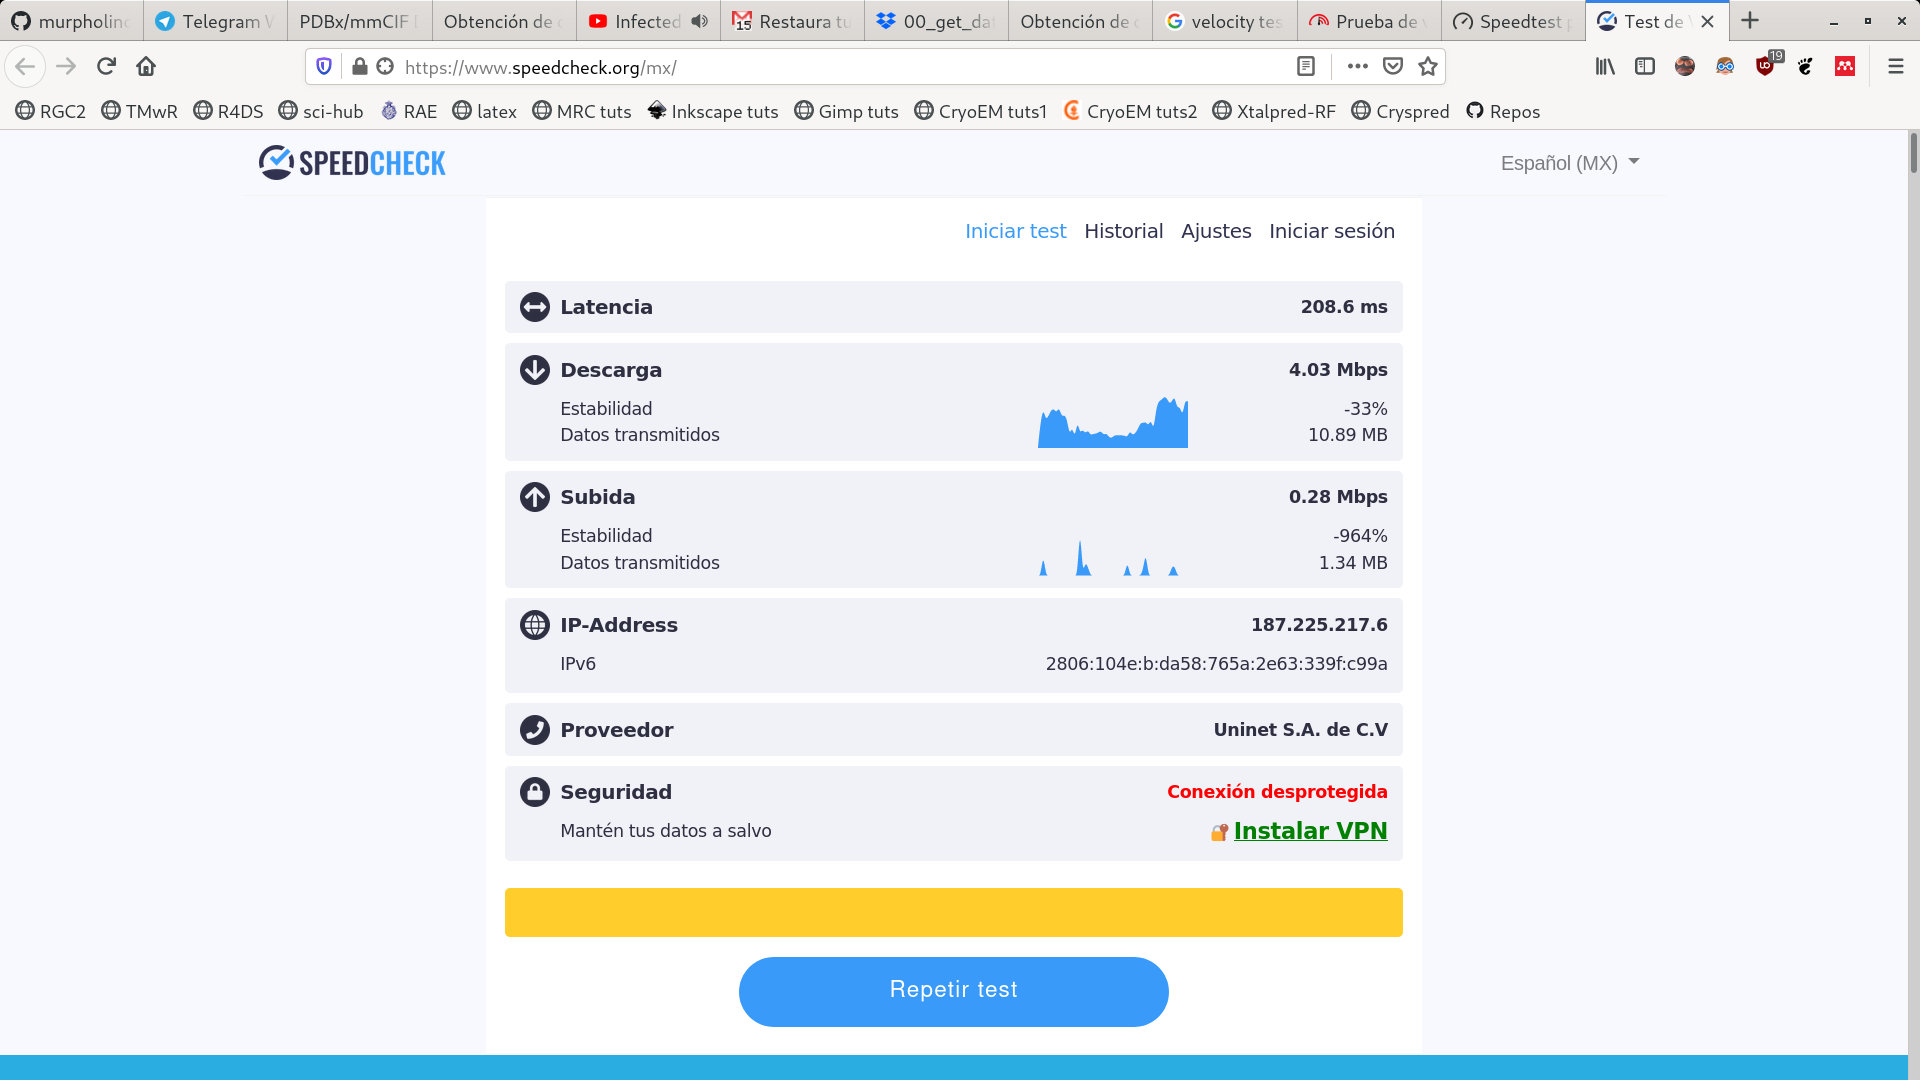 murpholinc
Telegram W
PDBx/mmCIF D
Obtención de
Infected
15
Restaura tu
00_get_da
Obtención de
velocity tes
Prueba de v
Speedtest p
Test de V
https://www.speedcheck.org/mx/
19
RGC2
TMwR
R4DS
sci-hub
RAE
latex
MRC tuts
Inkscape tuts
Gimp tuts
CryoEM tuts1
CryoEM tuts2
Xtalpred-RF
Cryspred
Repos
SPEEDCHECK
Español (MX)
Iniciar test Historial Ajustes Iniciar sesión
Latencia 208.6 ms
Descarga 4.03 Mbps
Estabilidad -33%
Datos transmitidos 10.89 MB
Subida 0.28 Mbps
Estabilidad -964%
Datos transmitidos 1.34 MB
IP-Address 187.225.217.6
IPv6 2806:104e:b:da58:765a:2e63:339f:c99a
Proveedor Uninet S.A. de C.V
Seguridad Conexión desprotegida
Mantén tus datos a salvo Instalar VPN
Repetir test